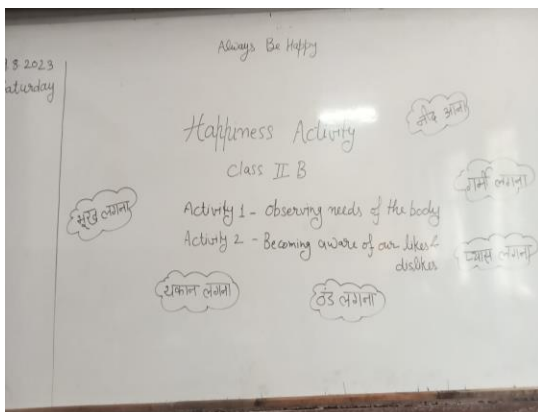 Always Be Happy
.8 2023
aturday
नींद आना
Happiness Activity
Class II B
गर्मी लगना
भूख लगना
Activity 1 - Observing needs of the body
Activity 2 - Becoming aware of our likes &
dislikes
प्यास लगना
थकान लगना
ठंड लगना